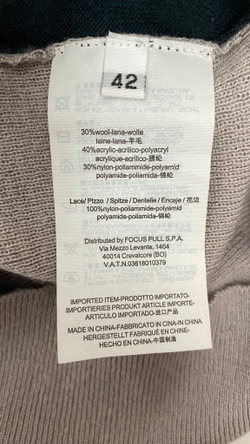 42
30%wool-lana-wolle
laine-lana-羊毛
40%acrylic-acrilico-polyacryl
acrylique-acrilico-腈纶
30%nylon-poliammide-polyamid
polyamide-poliamida-锦纶
Lace/ Pizzo / Spitze / Dentelle / Encaje / 花边
100%nylon-poliammide-polyamid
polyamide-poliamida-锦纶
Distributed by FOCUS PULL S.P.A.
Via Mezzo Levante, 1464
40014 Crevalcore (BO)
V.A.T.N.03618010379
IMPORTED ITEM-PRODOTTO IMPORTATO-
IMPORTIERIES PRODUKT ARTICLE IMPORTE-
ARTICULO IMPORTADO-进口产品
MADE IN CHINA-FABBRICATO IN CINA-IN CHINA
HERGESTELLT FABRIQUÉ EN CHINE-
HECHO EN CHINA-中国制造